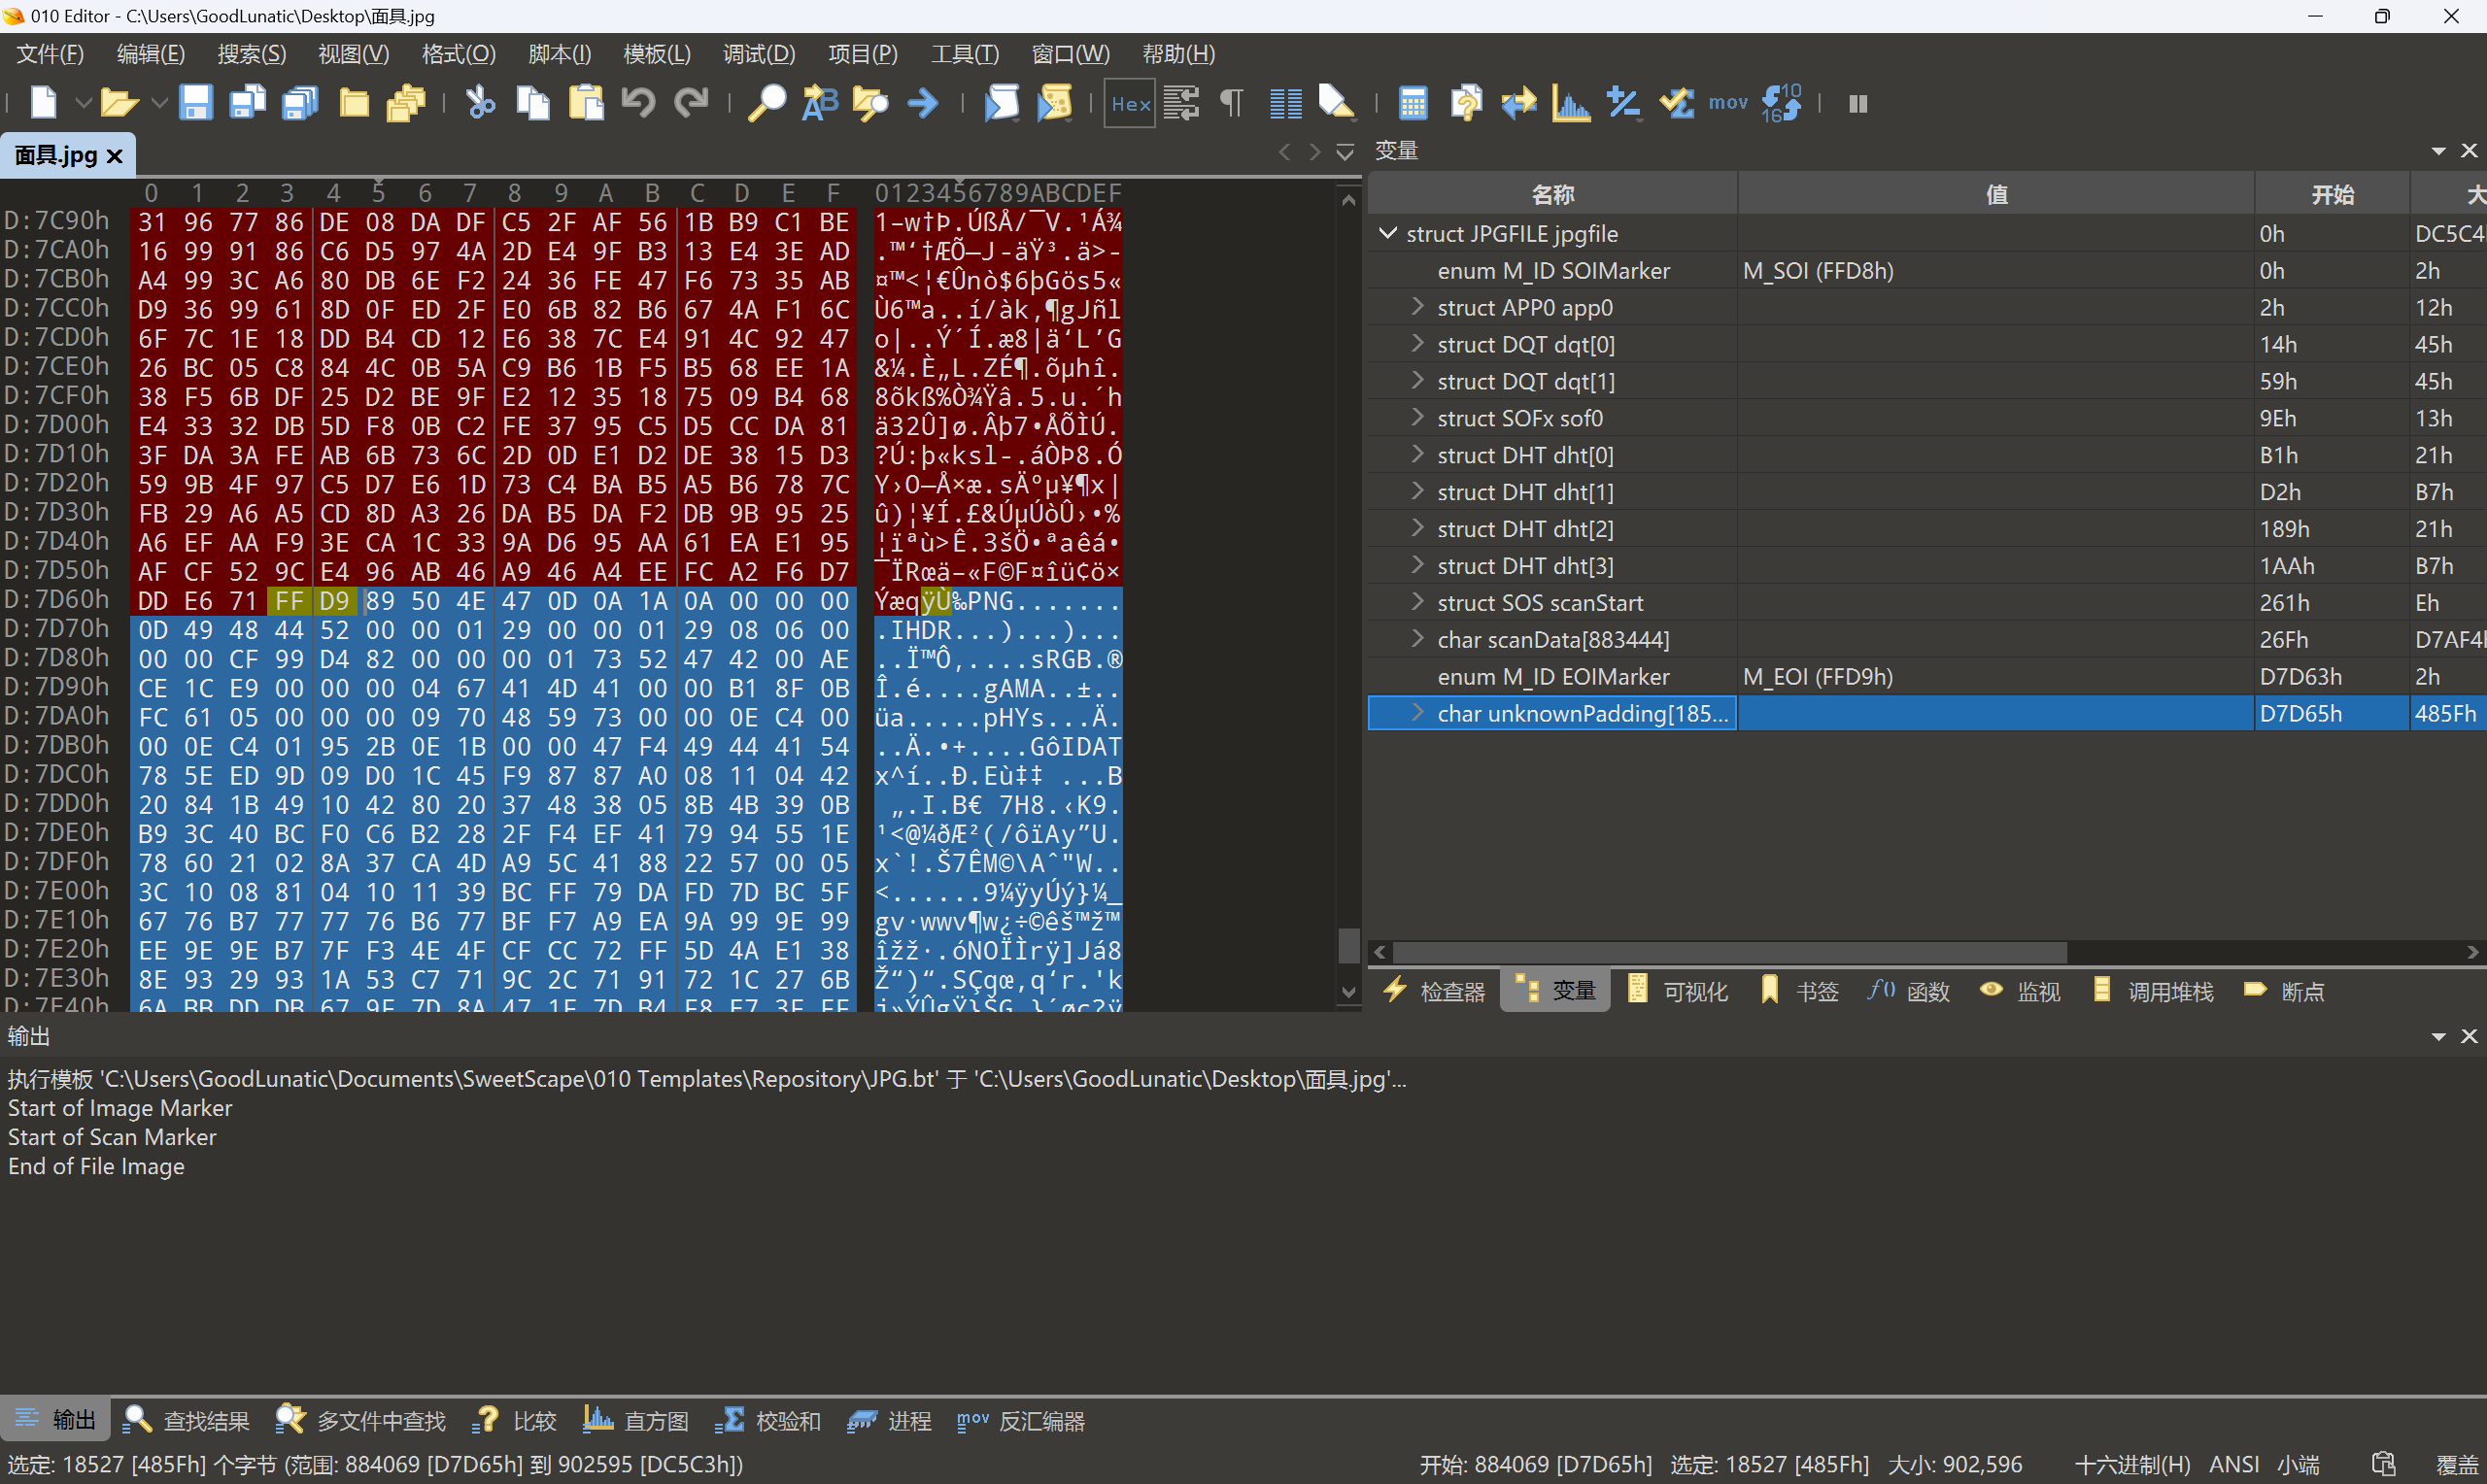 010 Editor - C:\Users\GoodLunatic\Desktop\面具.jpg
文件(F) 编辑(E) 搜索(S) 视图(V) 格式(O) 脚本(I) 模板(L) 调试(D) 项目(P) 工具(T) 窗口(W) 帮助(H)
Hex mov
面具.jpg
0 1 2 3 4 5 6 7 8 9 A B C D E F 0123456789ABCDEF
D:7C90h 31 96 77 86 DE 08 DA DF C5 2F AF 56 1B B9 C1 BE 1–w†Þ.ÚßÅ/¯V.¹Á¾
D:7CA0h 16 99 91 86 C6 D5 97 4A 2D E4 9F B3 13 E4 3E AD .™‘†ÆÕ—J-äŸ³.ä>-
D:7CB0h A4 99 3C A6 80 DB 6E F2 24 36 FE 47 F6 73 35 AB ¤™<¦€Ûnò$6þGös5«
D:7CC0h D9 36 99 61 8D 0F ED 2F E0 6B 82 B6 67 4A F1 6C Ù6™a..í/àk‚¶gJñl
D:7CD0h 6F 7C 1E 18 DD B4 CD 12 E6 38 7C E4 91 4C 92 47 o|..Ý´Í.æ8|ä‘L’G
D:7CE0h 26 BC 05 C8 84 4C 0B 5A C9 B6 1B F5 B5 68 EE 1A &¼.È„L.ZÉ¶.õµhî.
D:7CF0h 38 F5 6B DF 25 D2 BE 9F E2 12 35 18 75 09 B4 68 8õkß%Ò¾Ÿâ.5.u.´h
D:7D00h E4 33 32 DB 5D F8 0B C2 FE 37 95 C5 D5 CC DA 81 ä32Û]ø.Âþ7•ÅÕÌÚ.
D:7D10h 3F DA 3A FE AB 6B 73 6C 2D 0D E1 D2 DE 38 15 D3 ?Ú:þ«ksl-.áÒÞ8.Ó
D:7D20h 59 9B 4F 97 C5 D7 E6 1D 73 C4 BA B5 A5 B6 78 7C Y›O—Å×æ.sÄºµ¥¶x|
D:7D30h FB 29 A6 A5 CD 8D A3 26 DA B5 DA F2 DB 9B 95 25 û)¦¥Í.£&ÚµÚòÛ›•%
D:7D40h A6 EF AA F9 3E CA 1C 33 9A D6 95 AA 61 EA E1 95 ¦ïªù>Ê.3šÖ•ªaêá•
D:7D50h AF CF 52 9C E4 96 AB 46 A9 46 A4 EE FC A2 F6 D7 ¯ÏRœä–«F©F¤îü¢ö×
D:7D60h DD E6 71 FF D9 89 50 4E 47 0D 0A 1A 0A 00 00 00 ÝæqÿÙ‰PNG.......
D:7D70h 0D 49 48 44 52 00 00 01 29 00 00 01 29 08 06 00 .IHDR...)...)...
D:7D80h 00 00 CF 99 D4 82 00 00 00 01 73 52 47 42 00 AE ..Ï™Ô‚....sRGB.®
D:7D90h CE 1C E9 00 00 00 04 67 41 4D 41 00 00 B1 8F 0B Î.é....gAMA..±..
D:7DA0h FC 61 05 00 00 00 09 70 48 59 73 00 00 0E C4 00 üa.....pHYs...Ä.
D:7DB0h 00 0E C4 01 95 2B 0E 1B 00 00 47 F4 49 44 41 54 ..Ä.•+....GôIDAT
D:7DC0h 78 5E ED 9D 09 D0 1C 45 F9 87 87 A0 08 11 04 42 x^í..Ð.Eù‡‡ ...B
D:7DD0h 20 84 1B 49 10 42 80 20 37 48 38 05 8B 4B 39 0B  „.I.B€ 7H8.‹K9.
D:7DE0h B9 3C 40 BC F0 C6 B2 28 2F F4 EF 41 79 94 55 1E ¹<@¼ðÆ²(/ôïAy”U.
D:7DF0h 78 60 21 02 8A 37 CA 4D A9 5C 41 88 22 57 00 05 x`!.Š7ÊM©\Aˆ"W..
D:7E00h 3C 10 08 81 04 10 11 39 BC FF 79 DA FD 7D BC 5F <......9¼ÿyÚý}¼_
D:7E10h 67 76 B7 77 77 76 B6 77 BF F7 A9 EA 9A 99 9E 99 gv·wwv¶w¿÷©êš™ž™
D:7E20h EE 9E 9E B7 7F F3 4E 4F CF CC 72 FF 5D 4A E1 38 îžž·.óNOÏÌrÿ]Já8
D:7E30h 8E 93 29 93 1A 53 C7 71 9C 2C 71 91 72 1C 27 6B Ž“)“.SÇqœ,q‘r.'k
D:7E40h 6A BB DD DB 67 9F 7D 8A 47 1F 7D B4 F8 E7 3F FF j»ÝÛgŸ}ŠG.}´øç?ÿ
变量
名称 值 开始 大
struct JPGFILE jpgfile 0h DC5C4
enum M_ID SOIMarker M_SOI (FFD8h) 0h 2h
struct APP0 app0 2h 12h
struct DQT dqt[0] 14h 45h
struct DQT dqt[1] 59h 45h
struct SOFx sof0 9Eh 13h
struct DHT dht[0] B1h 21h
struct DHT dht[1] D2h B7h
struct DHT dht[2] 189h 21h
struct DHT dht[3] 1AAh B7h
struct SOS scanStart 261h Eh
char scanData[883444] 26Fh D7AF4
enum M_ID EOIMarker M_EOI (FFD9h) D7D63h 2h
char unknownPadding[185... D7D65h 485Fh
检查器 变量 可视化 书签 f() 函数 监视 调用堆栈 断点
输出
执行模板 'C:\Users\GoodLunatic\Documents\SweetScape\010 Templates\Repository\JPG.bt' 于 'C:\Users\GoodLunatic\Desktop\面具.jpg'...
Start of Image Marker
Start of Scan Marker
End of File Image
输出 查找结果 多文件中查找 比较 直方图 校验和 进程 mov 反汇编器
选定: 18527 [485Fh] 个字节 (范围: 884069 [D7D65h] 到 902595 [DC5C3h]) 开始: 884069 [D7D65h] 选定: 18527 [485Fh] 大小: 902,596 十六进制(H) ANSI 小端 覆盖